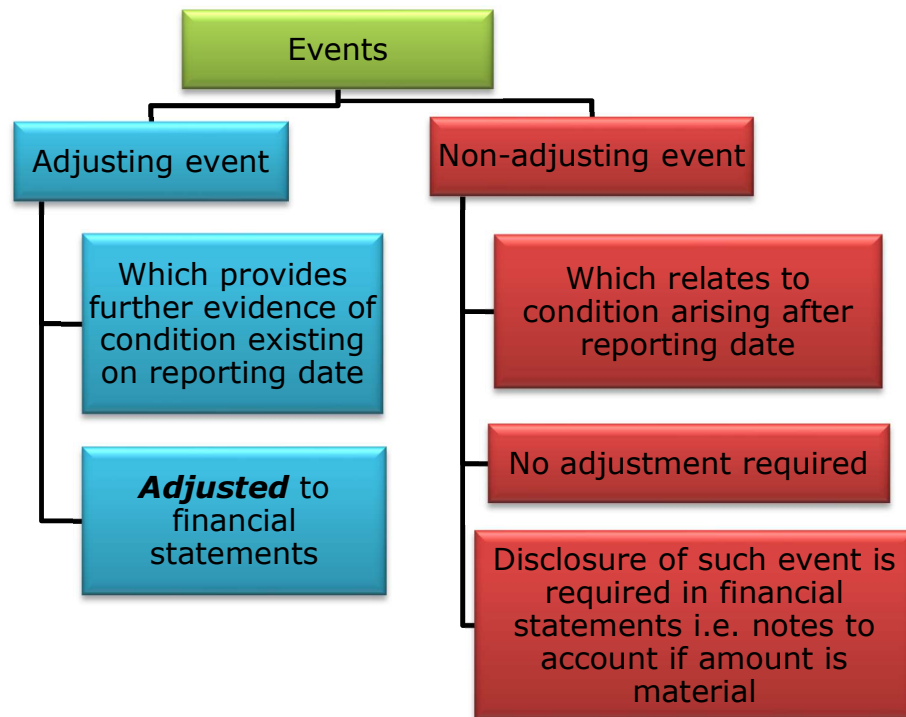 Events
Adjusting event
Which provides
further evidence of
condition existing
on reporting date
Adjusted to
financial
statements
Non-adjusting event
Which relates to
condition arising after
reporting date
No adjustment required
Disclosure of such event is
required in financial
statements i.e. notes to
account if amount is
material